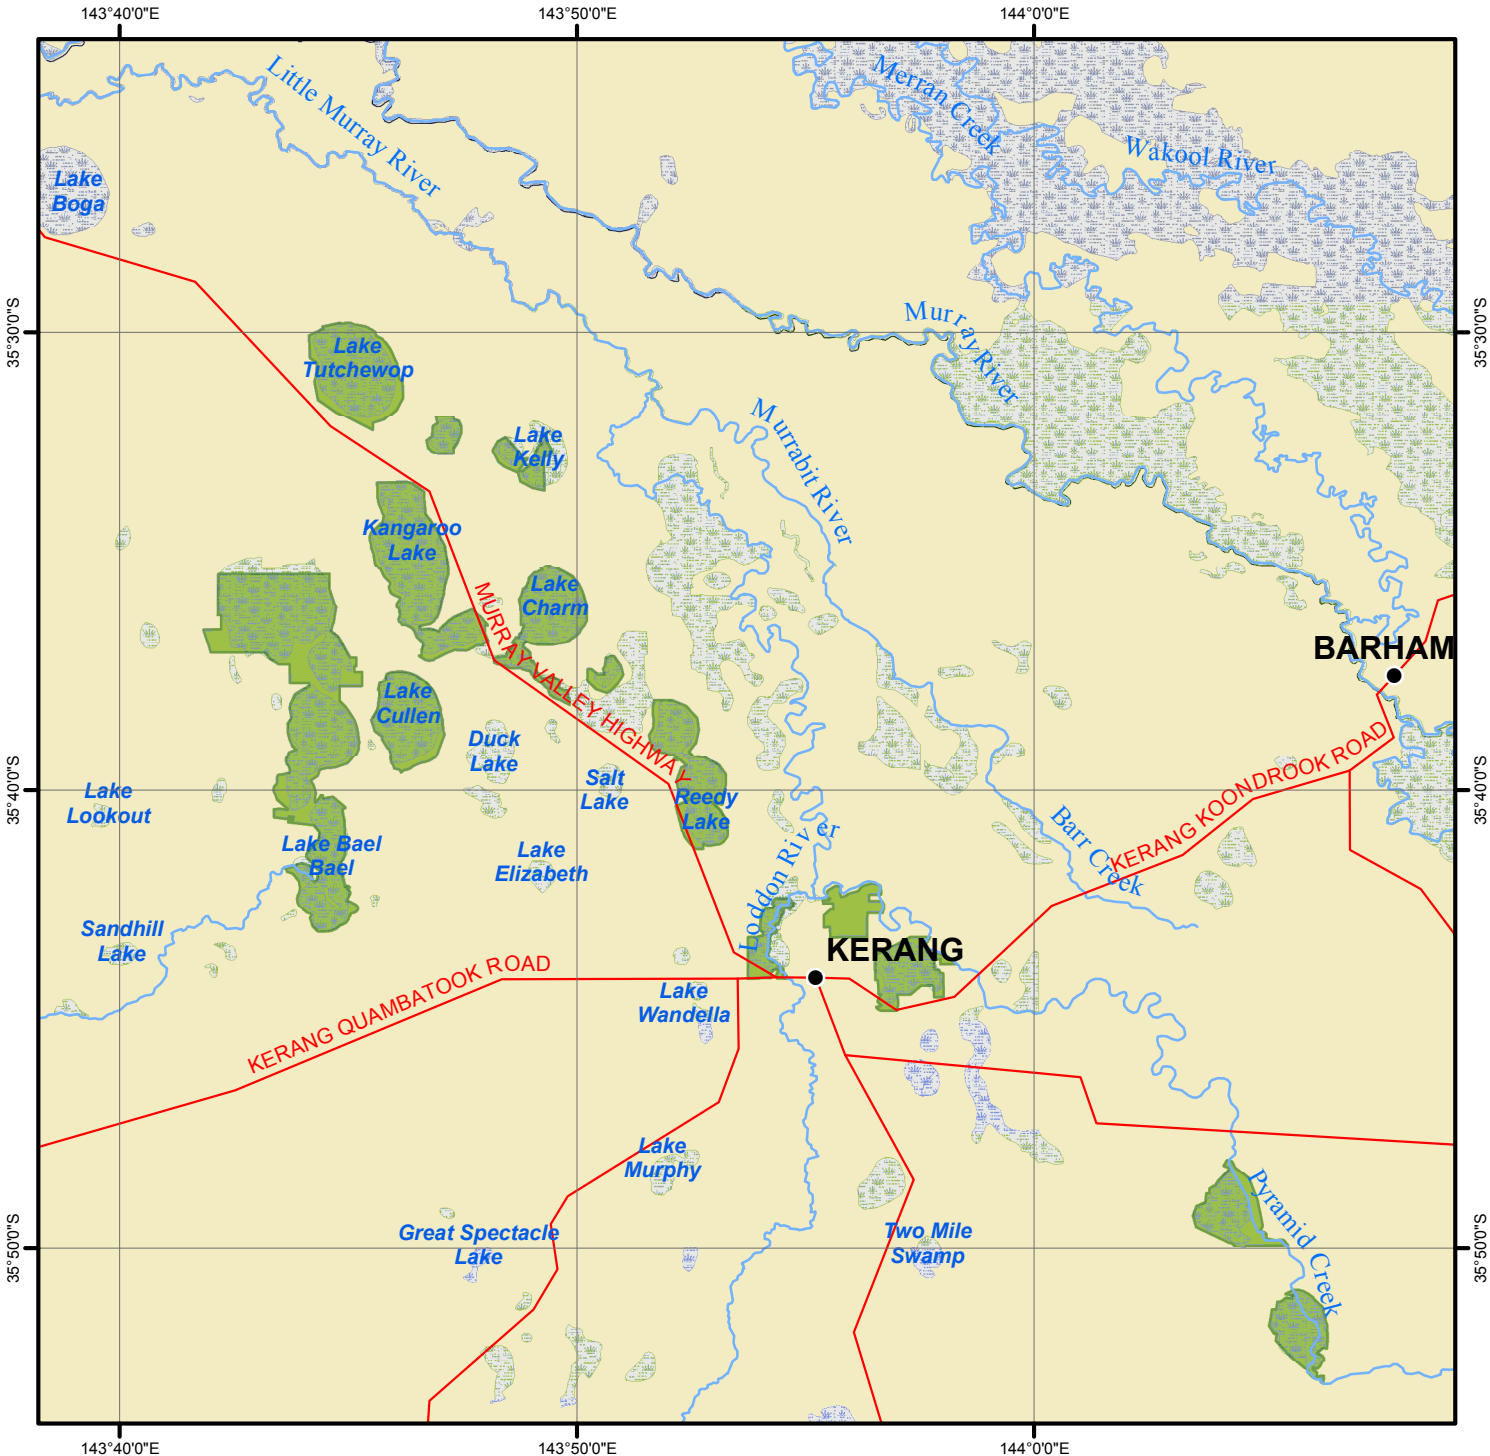 143°40'0"E
143°50'0"E
144°0'0"E
Little Murray River
Merran Creek
Wakool River
Lake
Boga
35°30'0"S
35°30'0"S
Murray River
Lake
Tutchewop
Murrabit River
Lake
Kelly
Kangaroo
Lake
Lake
Charm
MURRAY VALLEY HIGHWAY
BARHAM
Lake
Cullen
Duck
Lake
Salt
Lake
Reedy
Lake
35°40'0"S
35°40'0"S
Lake
Lookout
KERANG KOONDROOK ROAD
Barr Creek
Lake Bael
Bael
Lake
Elizabeth
Loddon River
Sandhill
Lake
KERANG
KERANG QUAMBATOOK ROAD
Lake
Wandella
Lake
Murphy
Pyramid Creek
Great Spectacle
Lake
Two Mile
Swamp
35°50'0"S
35°50'0"S
143°40'0"E
143°50'0"E
144°0'0"E